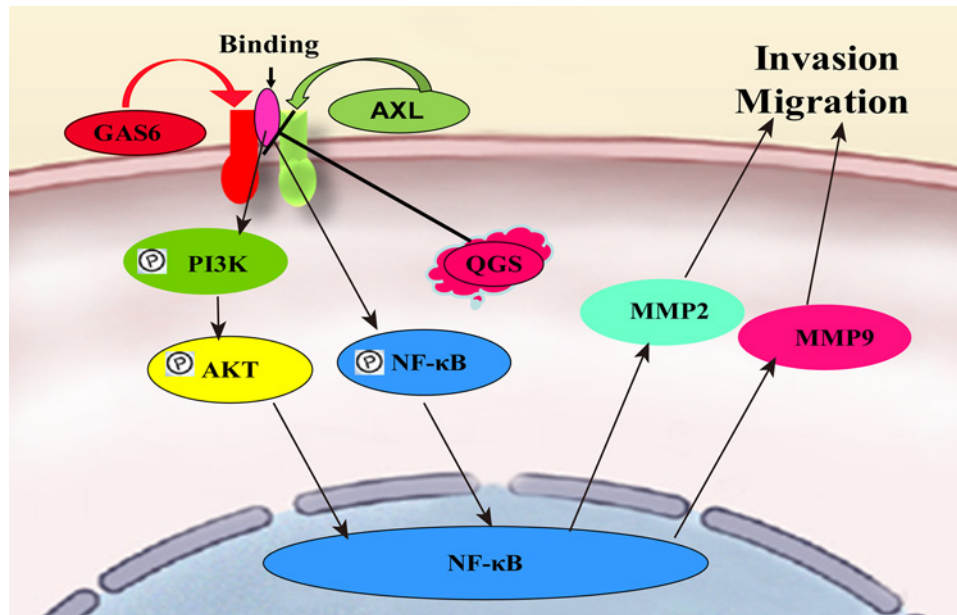 Binding
Invasion
Migration
GAS6
AXL
P
PI3K
QGS
MMP2
MMP9
P
AKT
P
NF-κB
NF-κB